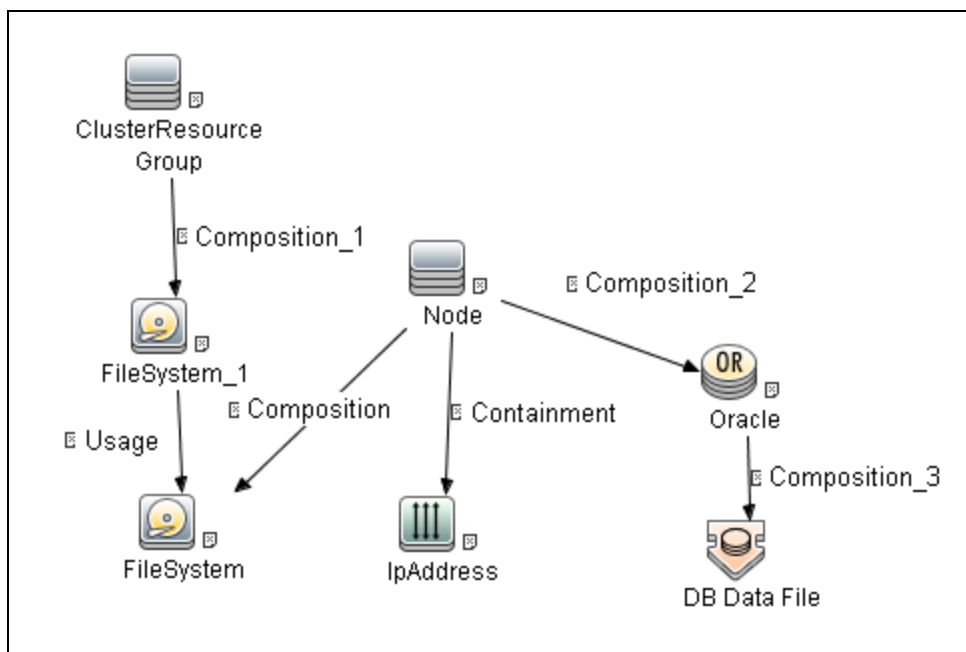 ClusterResource
Group
Composition_1
Node
Composition_2
FileSystem_1
OR
Oracle
Composition
Containment
Usage
Composition_3
FileSystem
IpAddress
DB Data File